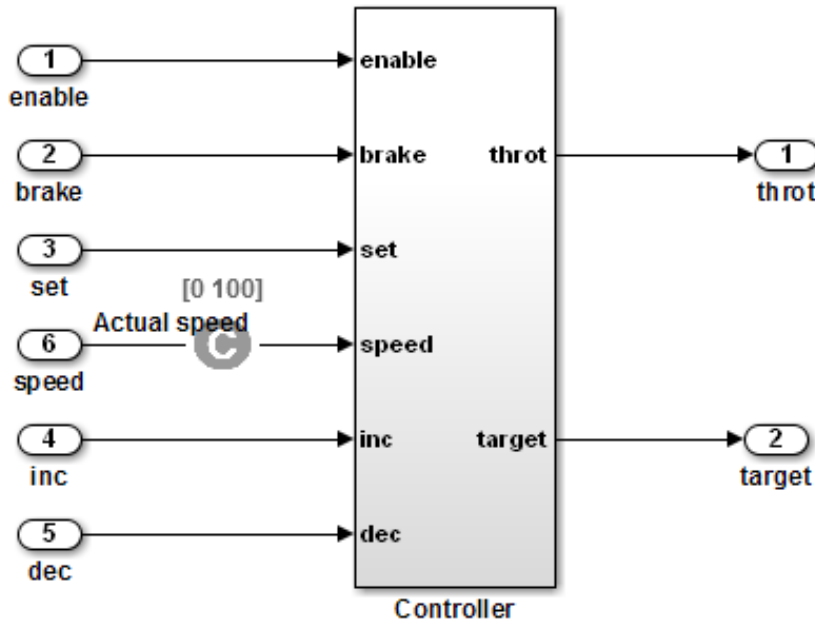 1
enable
enable
2
brake
brake
throt
1
throt
3
set
set
[0 100]
Actual speed
6
speed
C
speed
4
inc
inc
target
2
target
5
dec
dec
Controller